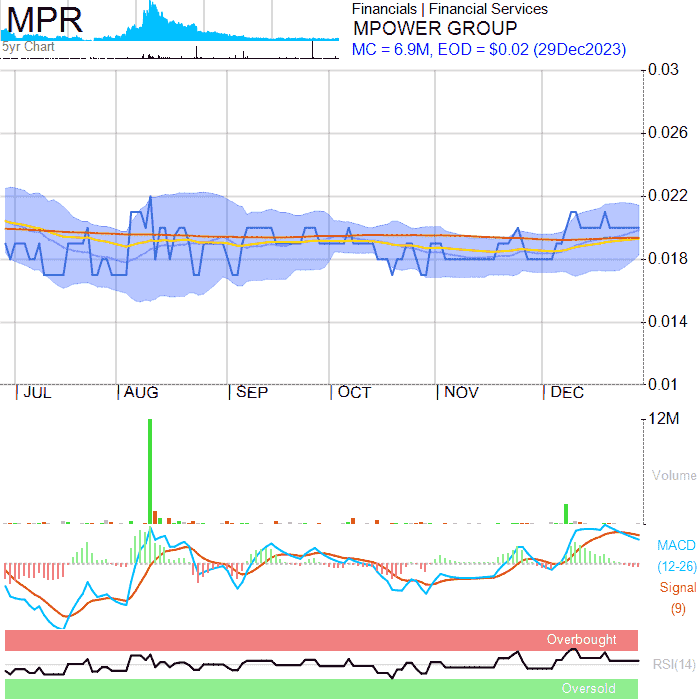 MPR
5yr Chart
Financials | Financial Services
MPOWER GROUP
MC = 6.9M, EOD = $0.02 (29Dec2023)
0.03
0.026
0.022
0.018
0.014
0.01
JUL AUG SEP OCT NOV DEC
12M
Volume
MACD
(12-26)
Signal
(9)
Overbought
RSI(14)
Oversold